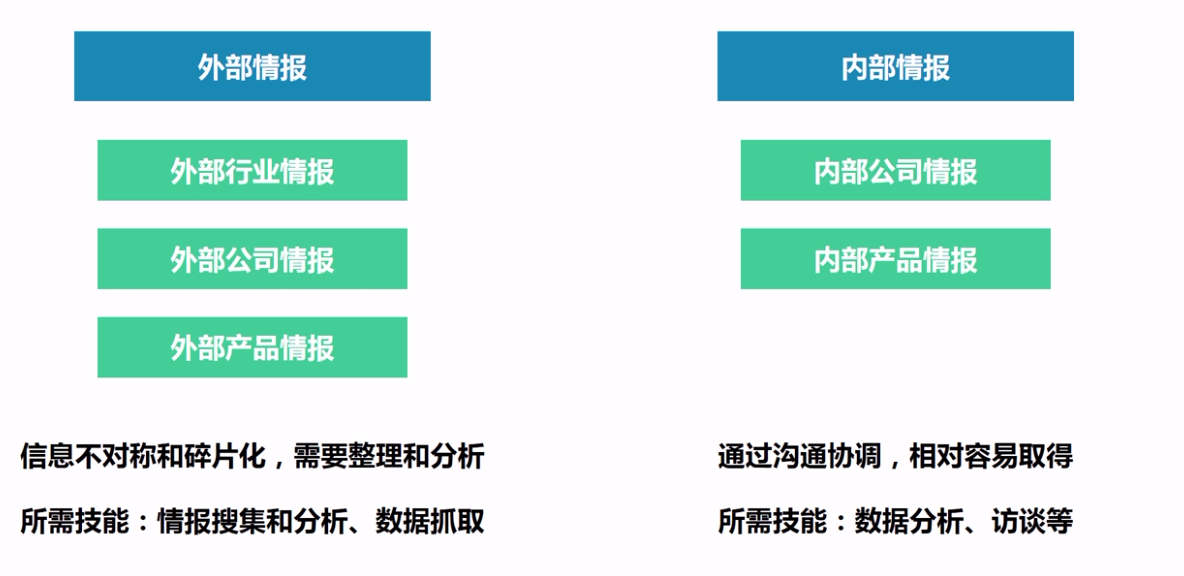 外部情报
外部行业情报
外部公司情报
外部产品情报
信息不对称和碎片化，需要整理和分析
所需技能：情报搜集和分析、数据抓取
内部情报
内部公司情报
内部产品情报
通过沟通协调，相对容易取得
所需技能：数据分析、访谈等